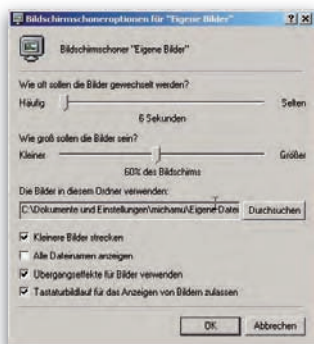 Bildschirmschoneroptionen für "Eigene Bilder"
Bildschirmschoner "Eigene Bilder"
Wie oft sollen die Bilder gewechselt werden?
Häufig Selten
6 Sekunden
Wie groß sollen die Bilder sein?
Kleiner Größer
60% des Bildschirms
Die Bilder in diesem Ordner verwenden:
C:\Dokumente und Einstellungen\michamu\Eigene Datei Durchsuchen
Kleinere Bilder strecken
Alle Dateinamen anzeigen
Übergangseffekte für Bilder verwenden
Tastaturbildlauf für das Anzeigen von Bildern zulassen
OK Abbrechen